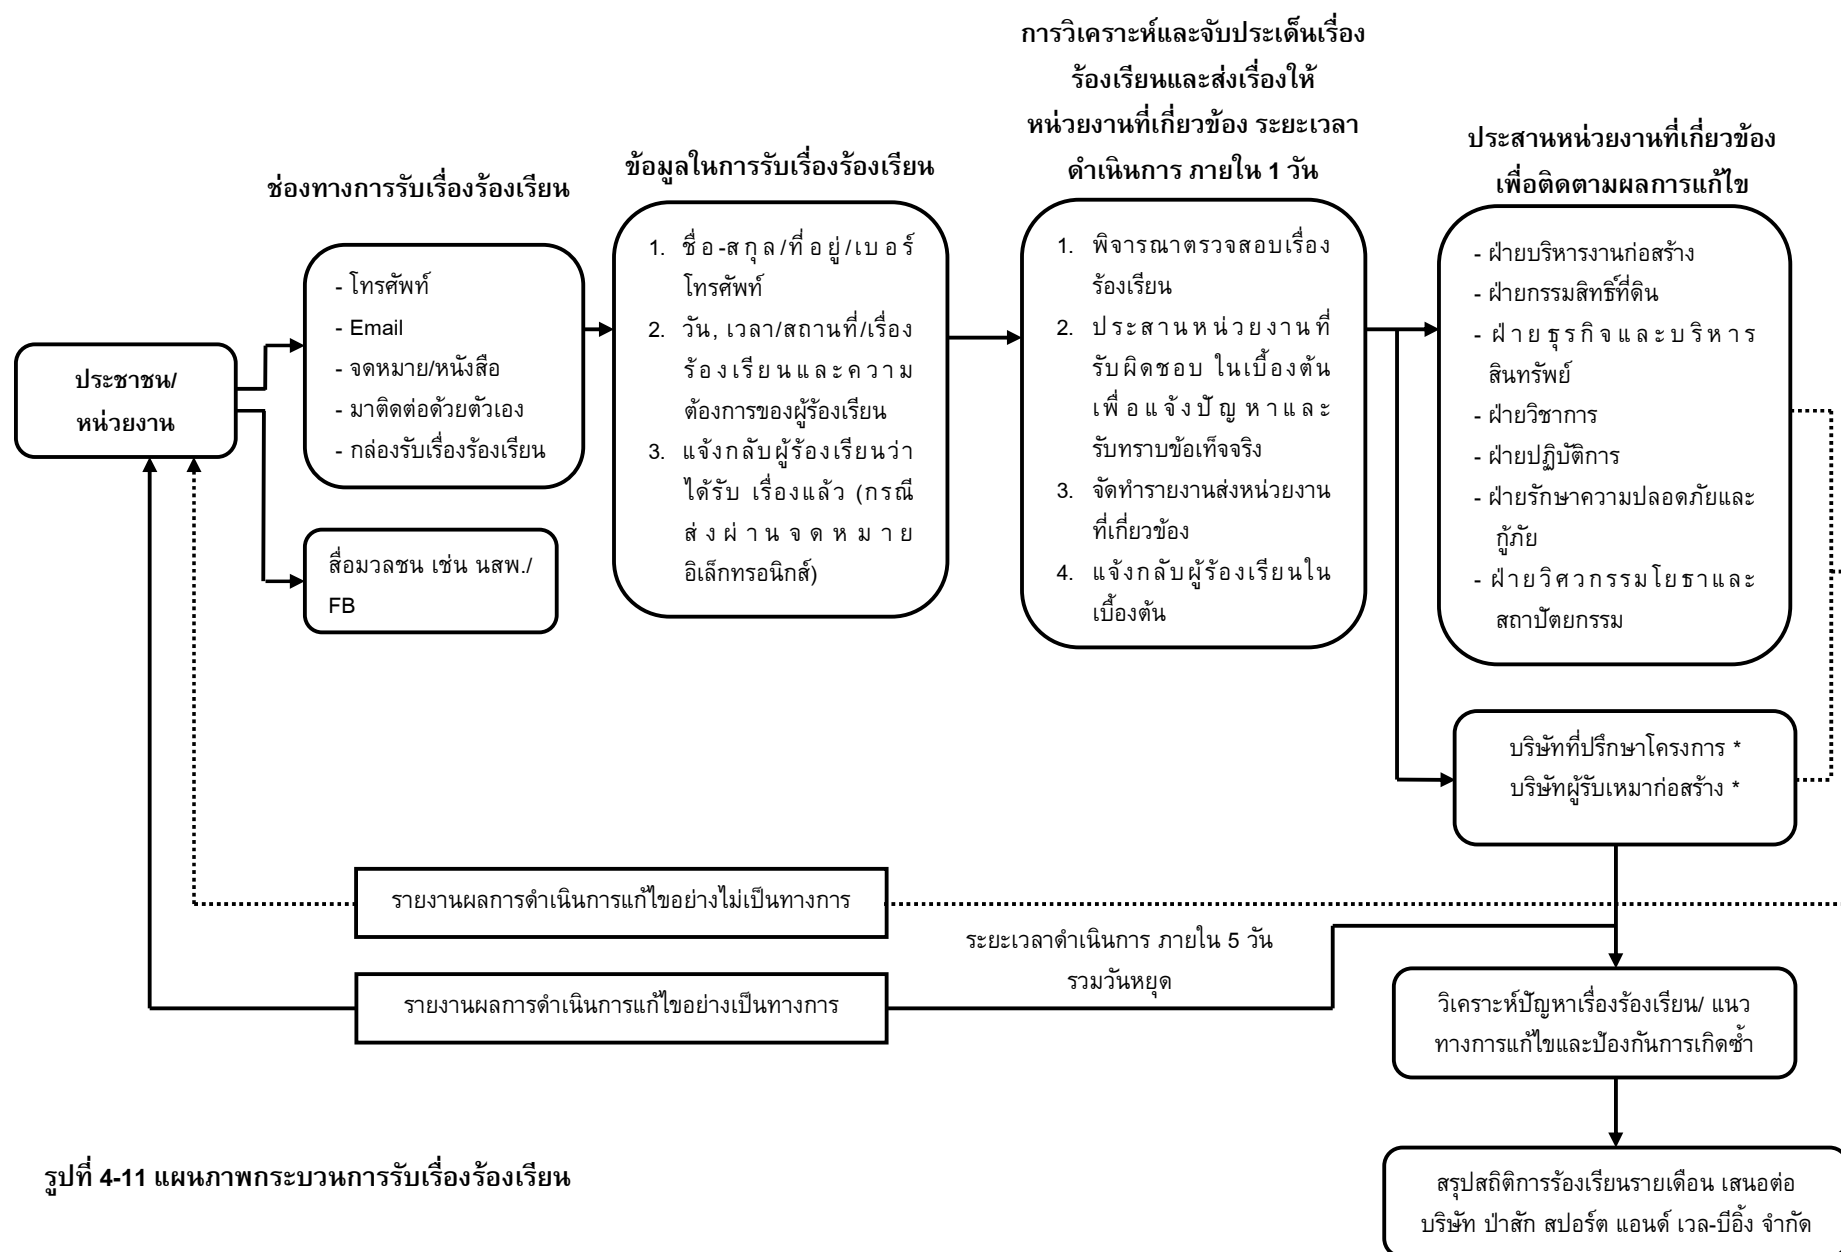 การวิเคราะห์และจับประเด็นเรื่อง
ร้องเรียนและส่งเรื่องให้
หน่วยงานที่เกี่ยวข้อง ระยะเวลา
ดำเนินการ ภายใน 1 วัน
ประสานหน่วยงานที่เกี่ยวข้อง
เพื่อติดตามผลการแก้ไข
ข้อมูลในการรับเรื่องร้องเรียน
ช่องทางการรับเรื่องร้องเรียน
ประชาชน/
หน่วยงาน
- โทรศัพท์
- Email
- จดหมาย/หนังสือ
- มาติดต่อด้วยตัวเอง
- กล่องรับเรื่องร้องเรียน
สื่อมวลชน เช่น นสพ./
FB
1. ชื่อ-สกุล/ที่อยู่/เบอร์
โทรศัพท์
2. วัน, เวลา/สถานที่/เรื่อง
ร้องเรียนและความ
ต้องการของผู้ร้องเรียน
3. แจ้งกลับผู้ร้องเรียนว่า
ได้รับ เรื่องแล้ว (กรณี
ส่งผ่านจดหมาย
อิเล็กทรอนิกส์)
1. พิจารณาตรวจสอบเรื่อง
ร้องเรียน
2. ประสานหน่วยงานที่
รับผิดชอบ ในเบื้องต้น
เพื่อแจ้งปัญหาและ
รับทราบข้อเท็จจริง
3. จัดทำรายงานส่งหน่วยงาน
ที่เกี่ยวข้อง
4. แจ้งกลับผู้ร้องเรียนใน
เบื้องต้น
- ฝ่ายบริหารงานก่อสร้าง
- ฝ่ายกรรมสิทธิ์ที่ดิน
- ฝ่ายธุรกิจและบริหาร
สินทรัพย์
- ฝ่ายวิชาการ
- ฝ่ายปฏิบัติการ
- ฝ่ายรักษาความปลอดภัยและ
กู้ภัย
- ฝ่ายวิศวกรรมโยธาและ
สถาปัตยกรรม
บริษัทที่ปรึกษาโครงการ *
บริษัทผู้รับเหมาก่อสร้าง *
รายงานผลการดำเนินการแก้ไขอย่างไม่เป็นทางการ
ระยะเวลาดำเนินการ ภายใน 5 วัน
รวมวันหยุด
รายงานผลการดำเนินการแก้ไขอย่างเป็นทางการ
วิเคราะห์ปัญหาเรื่องร้องเรียน/ แนว
ทางการแก้ไขและป้องกันการเกิดซ้ำ
สรุปสถิติการร้องเรียนรายเดือน เสนอต่อ
บริษัท ป่าสัก สปอร์ต แอนด์ เวล-บีอิ้ง จำกัด
รูปที่ 4-11 แผนภาพกระบวนการรับเรื่องร้องเรียน